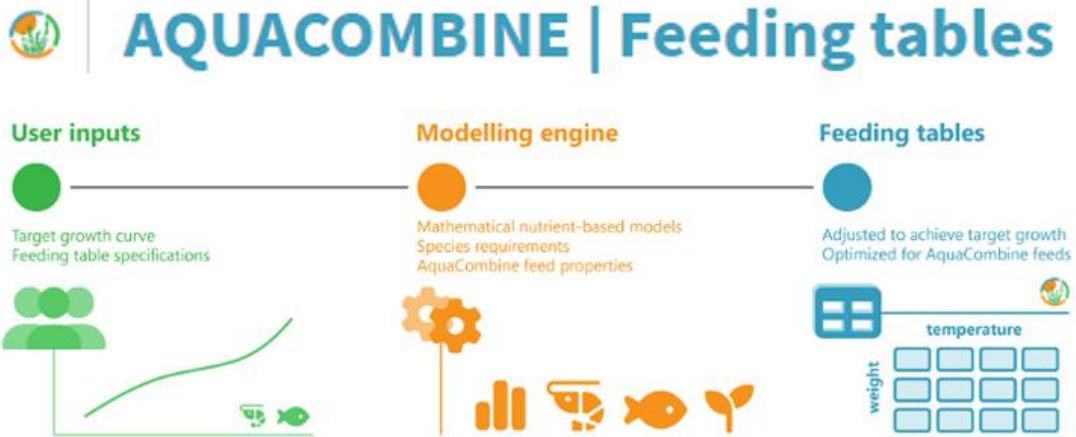 AQUACOMBINE | Feeding tables
User inputs
Target growth curve
Feeding table specifications
Modelling engine
Mathematical nutrient-based models
Species requirements
AquaCombine feed properties
Feeding tables
Adjusted to achieve target growth
Optimized for AquaCombine feeds
temperature
weight